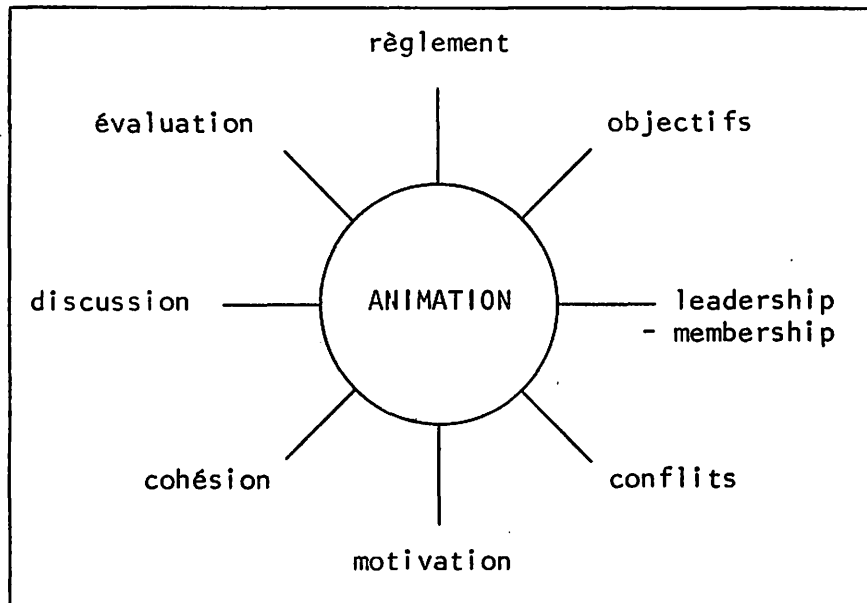 règlement
évaluation
objectifs
discussion
ANIMATION
leadership
- membership
cohésion
conflits
motivation